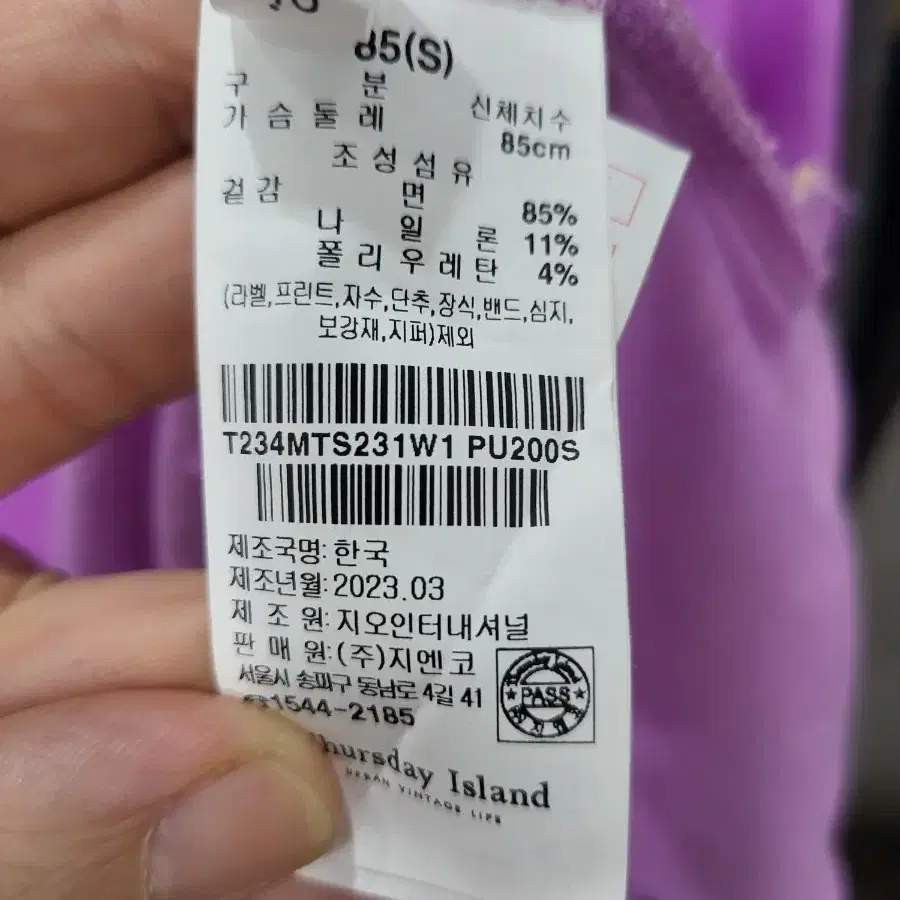 85(S)
구 분 신체치수
가슴둘레 85cm
조성섬유
겉감 면 85%
나일론 11%
폴리우레탄 4%
(라벨,프린트,자수,단추,장식,밴드,심지,
보강재,지퍼)제외
T234MTS231W1 PU200S
제조국명: 한국
제조년월: 2023.03
제조원: 지오인터내셔널
판매원: (주)지엔코
서울시 송파구 동남로 4길 41
☎1544-2185
PASS
Thursday Island
URBAN VINTAGE LIFE